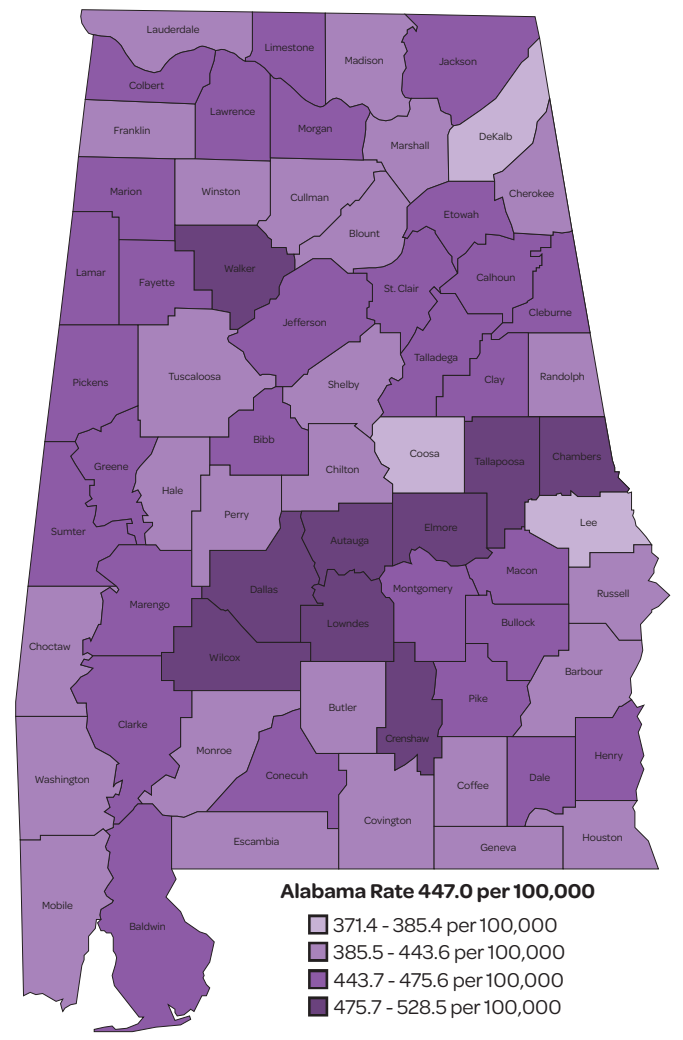 Lauderdale
Limestone
Madison
Jackson
Colbert
Lawrence
Franklin
Morgan
Marshall
DeKalb
Marion
Winston
Cullman
Cherokee
Blount
Etowah
Lamar
Fayette
Walker
St. Clair
Calhoun
Cleburne
Jefferson
Pickens
Tuscaloosa
Shelby
Talladega
Clay
Randolph
Bibb
Greene
Hale
Chilton
Coosa
Tallapoosa
Chambers
Sumter
Perry
Autauga
Elmore
Lee
Marengo
Dallas
Montgomery
Macon
Russell
Choctaw
Wilcox
Lowndes
Bullock
Barbour
Clarke
Butler
Pike
Crenshaw
Monroe
Washington
Conecuh
Coffee
Dale
Henry
Covington
Escambia
Geneva
Houston
Mobile
Baldwin
Alabama Rate 447.0 per 100,000
371.4 - 385.4 per 100,000
385.5 - 443.6 per 100,000
443.7 - 475.6 per 100,000
475.7 - 528.5 per 100,000